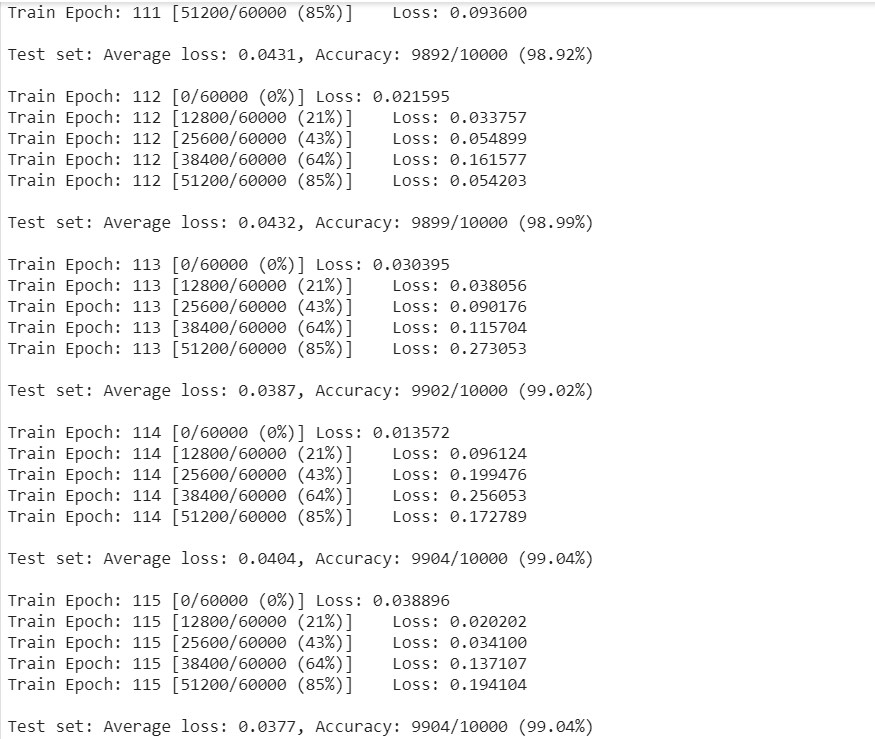 Train Epoch: 111 [51200/60000 (85%)]    Loss: 0.093600
Test set: Average loss: 0.0431, Accuracy: 9892/10000 (98.92%)
Train Epoch: 112 [0/60000 (0%)] Loss: 0.021595
Train Epoch: 112 [12800/60000 (21%)]    Loss: 0.033757
Train Epoch: 112 [25600/60000 (43%)]    Loss: 0.054899
Train Epoch: 112 [38400/60000 (64%)]    Loss: 0.161577
Train Epoch: 112 [51200/60000 (85%)]    Loss: 0.054203
Test set: Average loss: 0.0432, Accuracy: 9899/10000 (98.99%)
Train Epoch: 113 [0/60000 (0%)] Loss: 0.030395
Train Epoch: 113 [12800/60000 (21%)]    Loss: 0.038056
Train Epoch: 113 [25600/60000 (43%)]    Loss: 0.090176
Train Epoch: 113 [38400/60000 (64%)]    Loss: 0.115704
Train Epoch: 113 [51200/60000 (85%)]    Loss: 0.273053
Test set: Average loss: 0.0387, Accuracy: 9902/10000 (99.02%)
Train Epoch: 114 [0/60000 (0%)] Loss: 0.013572
Train Epoch: 114 [12800/60000 (21%)]    Loss: 0.096124
Train Epoch: 114 [25600/60000 (43%)]    Loss: 0.199476
Train Epoch: 114 [38400/60000 (64%)]    Loss: 0.256053
Train Epoch: 114 [51200/60000 (85%)]    Loss: 0.172789
Test set: Average loss: 0.0404, Accuracy: 9904/10000 (99.04%)
Train Epoch: 115 [0/60000 (0%)] Loss: 0.038896
Train Epoch: 115 [12800/60000 (21%)]    Loss: 0.020202
Train Epoch: 115 [25600/60000 (43%)]    Loss: 0.034100
Train Epoch: 115 [38400/60000 (64%)]    Loss: 0.137107
Train Epoch: 115 [51200/60000 (85%)]    Loss: 0.194104
Test set: Average loss: 0.0377, Accuracy: 9904/10000 (99.04%)